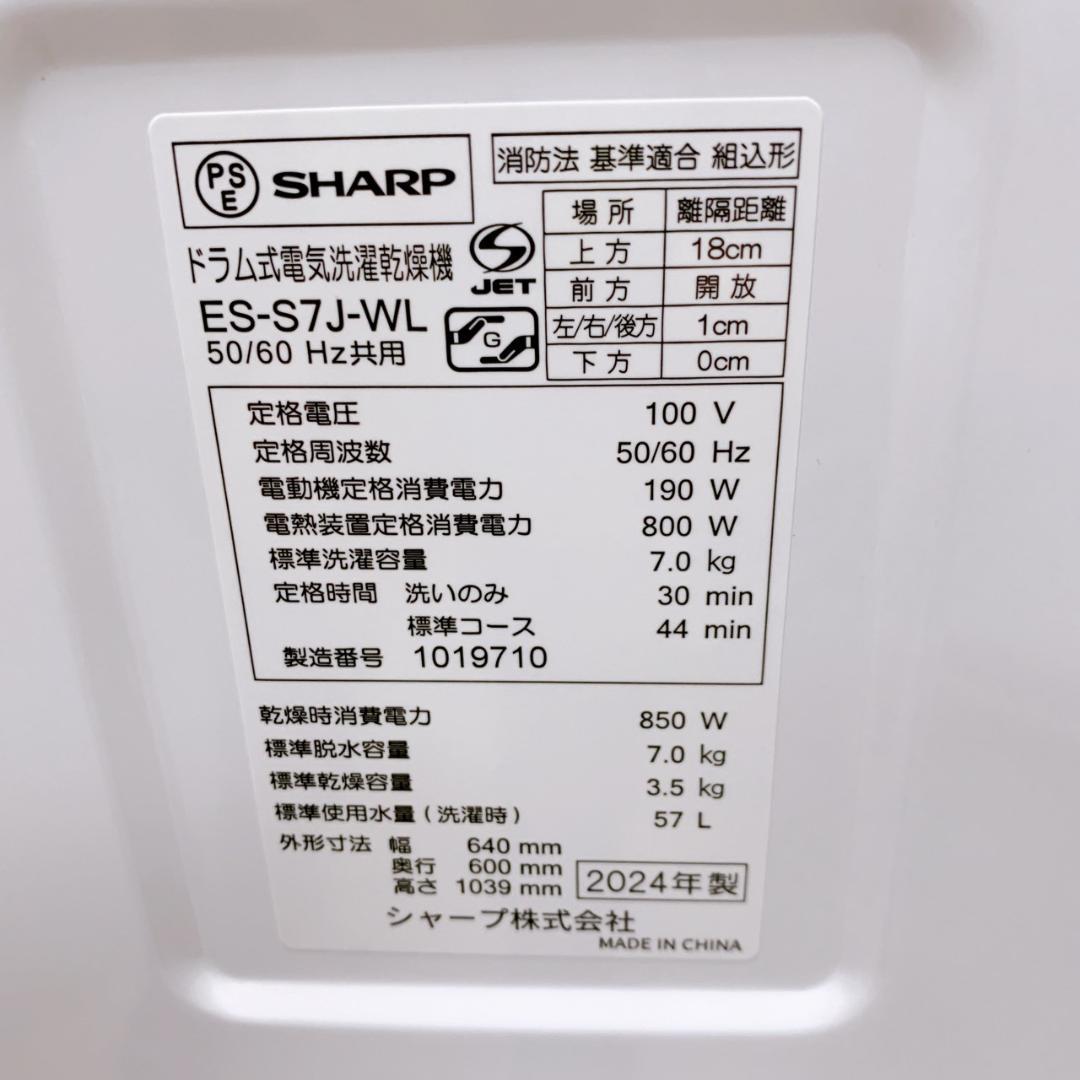 PSE SHARP
消防法 基準適合 組込形
場所 離隔距離
上方 18cm
前方 開放
左/右/後方 1cm
下方 0cm
ドラム式電気洗濯乾燥機
S JET
ES-S7J-WL
50/60 Hz共用
G
定格電圧 100 V
定格周波数 50/60 Hz
電動機定格消費電力 190 W
電熱装置定格消費電力 800 W
標準洗濯容量 7.0 kg
定格時間 洗いのみ 30 min
標準コース 44 min
製造番号 1019710
乾燥時消費電力 850 W
標準脱水容量 7.0 kg
標準乾燥容量 3.5 kg
標準使用水量(洗濯時) 57 L
外形寸法 幅 640 mm
奥行 600 mm
高さ 1039 mm
2024年製
シャープ株式会社
MADE IN CHINA